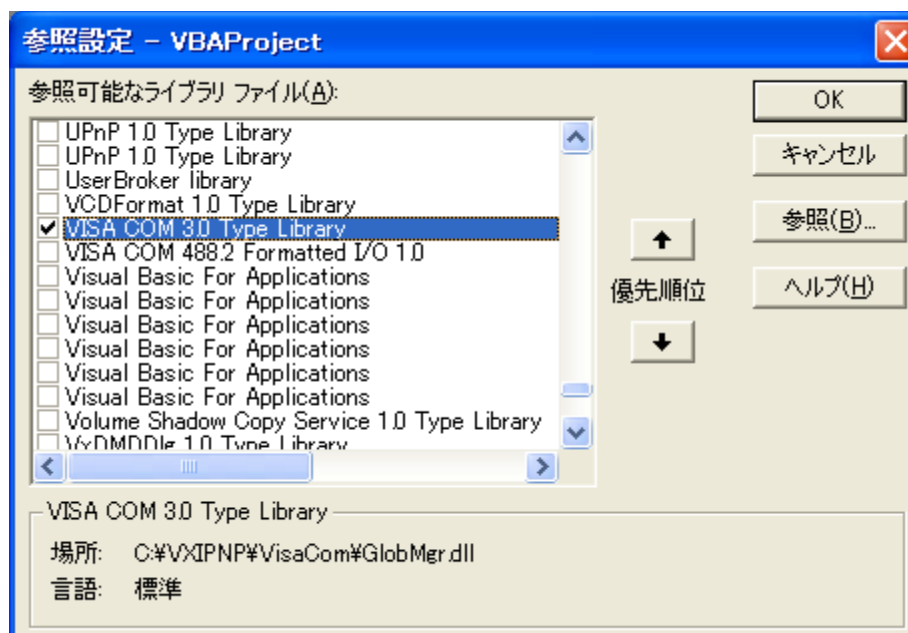 参照設定 - VBAProject
参照可能なライブラリ ファイル(A):
UPnP 1.0 Type Library
UPnP 1.0 Type Library
UserBroker library
VCDFormat 1.0 Type Library
VISA COM 3.0 Type Library
VISA COM 488.2 Formatted I/O 1.0
Visual Basic For Applications
Visual Basic For Applications
Visual Basic For Applications
Visual Basic For Applications
Visual Basic For Applications
Visual Basic For Applications
Volume Shadow Copy Service 1.0 Type Library
VxDMDDlg 1.0 Type Library
優先順位
OK
キャンセル
参照(B)...
ヘルプ(H)
VISA COM 3.0 Type Library
場所: C:¥VXIPNP¥VisaCom¥GlobMgr.dll
言語: 標準